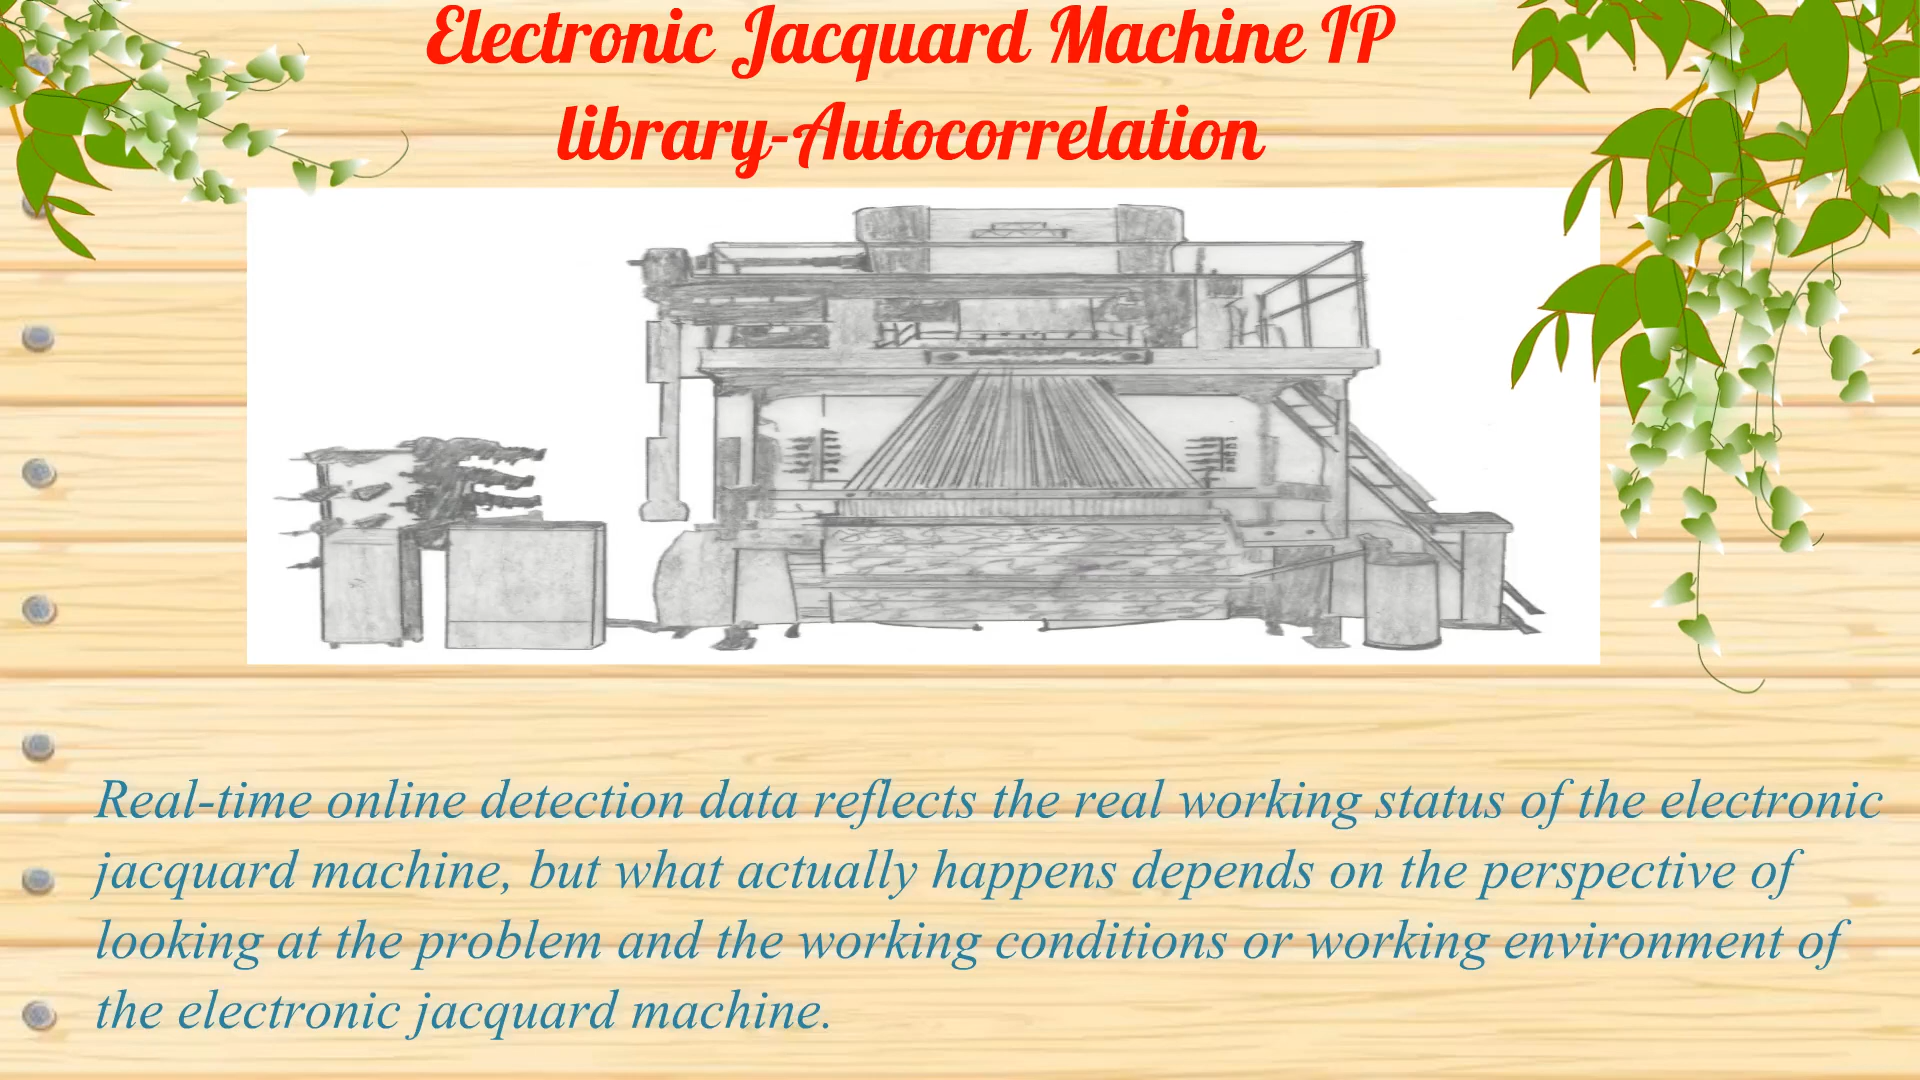 Electronic Jacquard Machine IP
library-Autocorrelation
Real-time online detection data reflects the real working status of the electronic
jacquard machine, but what actually happens depends on the perspective of
looking at the problem and the working conditions or working environment of
the electronic jacquard machine.